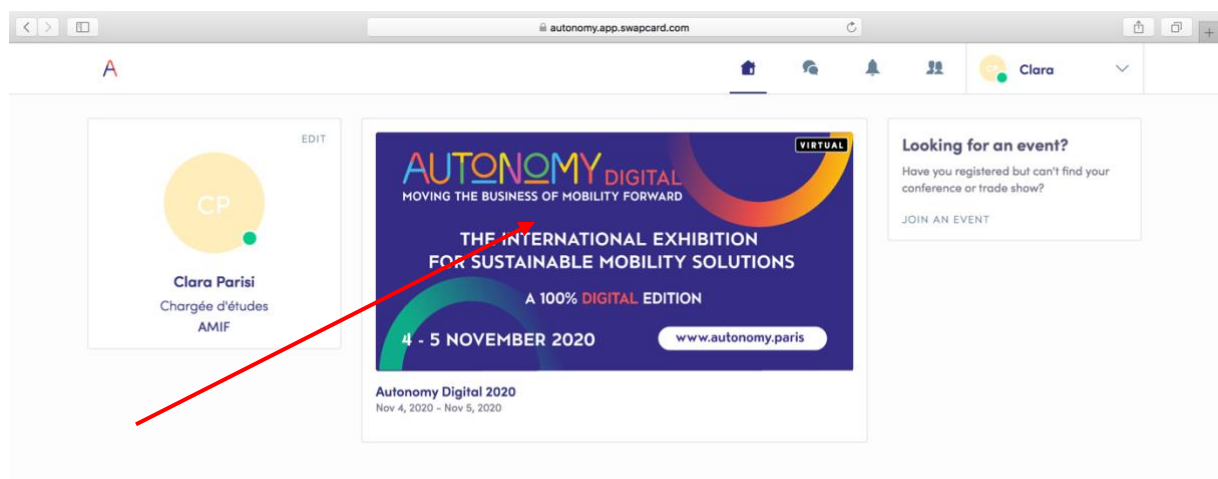 autonomy.app.swapcard.com
A
CP
Clara
EDIT
CP
Clara Parisi
Chargée d'études
AMIF
VIRTUAL
AUTONOMY DIGITAL
MOVING THE BUSINESS OF MOBILITY FORWARD
THE INTERNATIONAL EXHIBITION
FOR SUSTAINABLE MOBILITY SOLUTIONS
A 100% DIGITAL EDITION
4 - 5 NOVEMBER 2020
www.autonomy.paris
Autonomy Digital 2020
Nov 4, 2020 - Nov 5, 2020
Looking for an event?
Have you registered but can't find your
conference or trade show?
JOIN AN EVENT